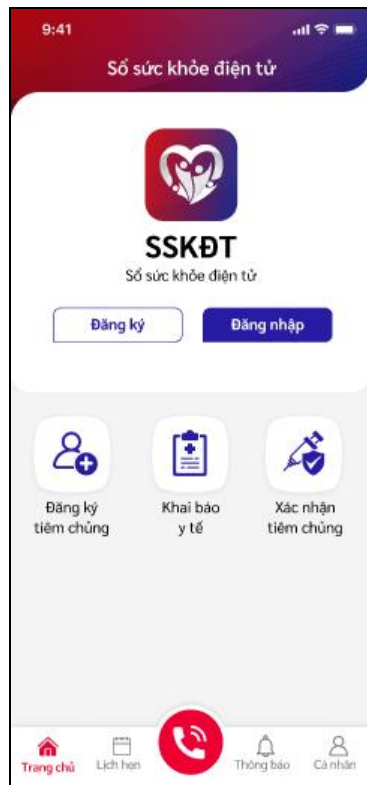 9:41
Sổ sức khỏe điện tử
SSKĐT
Sổ sức khỏe điện tử
Đăng ký
Đăng nhập
Đăng ký
tiêm chủng
Khai báo
y tế
Xác nhận
tiêm chủng
Trang chủ
Lịch hẹn
Thông báo
Cá nhân